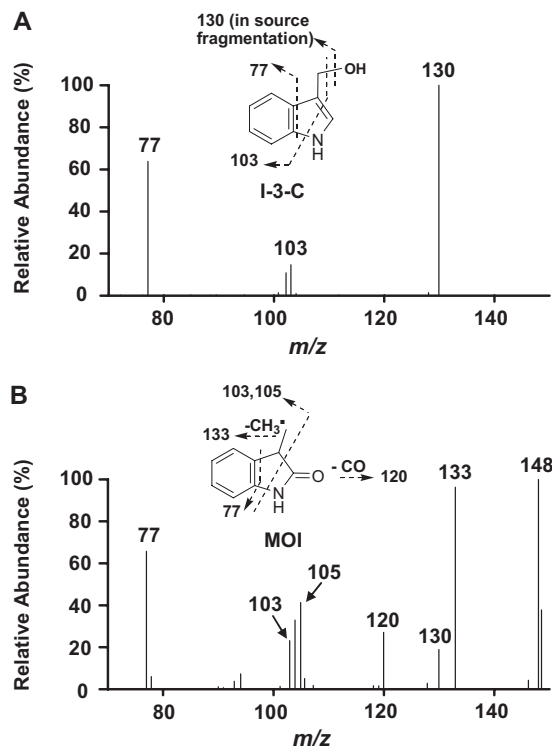 A
130 (in source
fragmentation)
OH
77
130
100
80
77
60
N
H
103
I-3-C
40
103
20
0
Relative Abundance (%)
80
100
120
140
m/z
B
103,105
-CH3•
133
O
- CO
120
N
H
77
MOI
100
148
133
80
77
60
105
40
103
120
130
20
0
Relative Abundance (%)
80
100
120
140
m/z